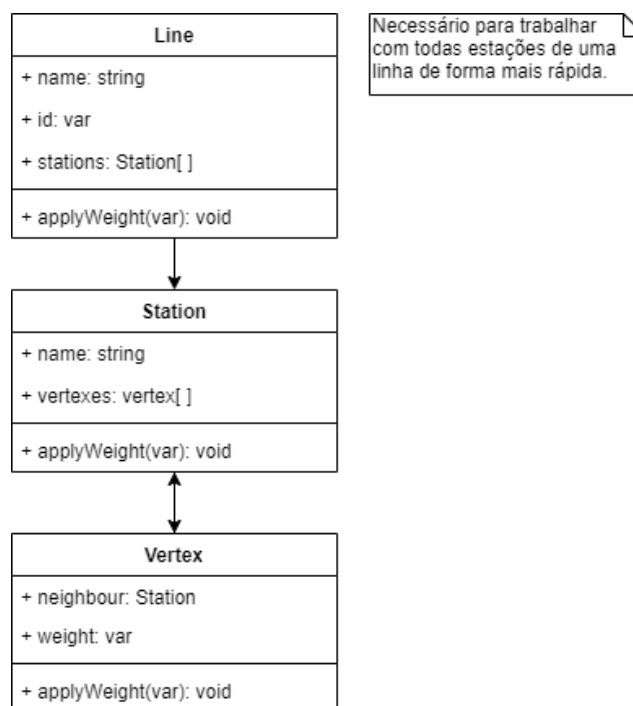 Line
+ name: string
+ id: var
+ stations: Station[ ]
+ applyWeight(var): void
Necessário para trabalhar
com todas estações de uma
linha de forma mais rápida.
Station
+ name: string
+ vertexes: vertex[ ]
+ applyWeight(var): void
Vertex
+ neighbour: Station
+ weight: var
+ applyWeight(var): void